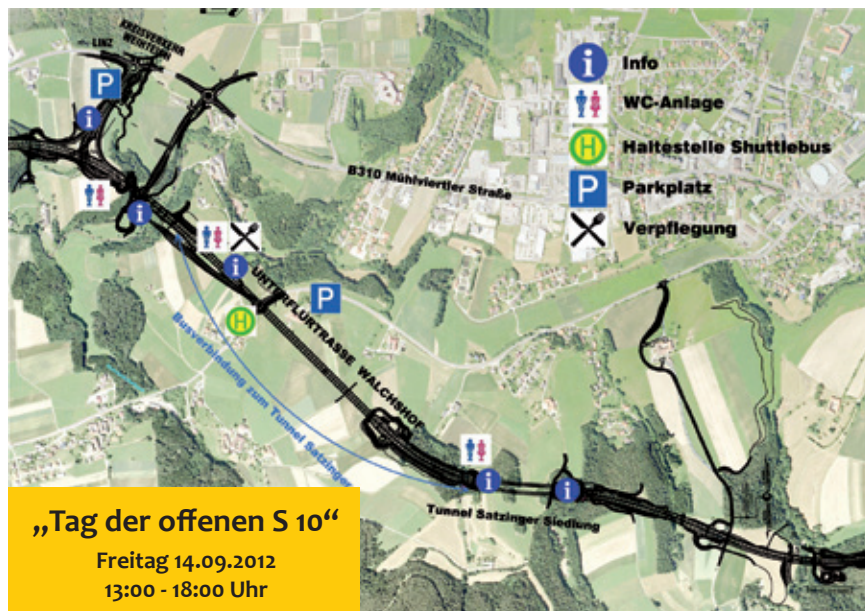 KREISVERKEHR
WEIHTEICH
LINZ
P
i
i
i
H
P
i
i
UNTERFLURTRASSE WALCHSHOF
Busverbindung zum Tunnel Satzinger
Tunnel Satzinger Siedlung
B310 Mühlviertler Straße
i Info
WC-Anlage
H Haltestelle Shuttlebus
P Parkplatz
Verpflegung
„Tag der offenen S 10“
Freitag 14.09.2012
13:00 - 18:00 Uhr